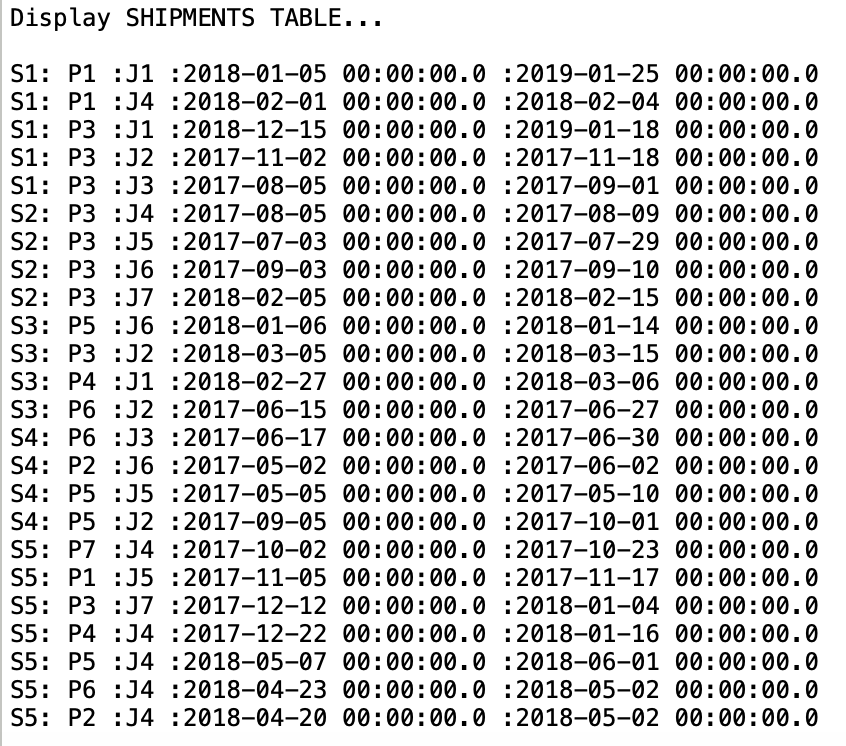 Display SHIPMENTS TABLE...
S1: P1 :J1 :2018-01-05 00:00:00.0 :2019-01-25 00:00:00.0
S1: P1 :J4 :2018-02-01 00:00:00.0 :2018-02-04 00:00:00.0
S1: P3 :J1 :2018-12-15 00:00:00.0 :2019-01-18 00:00:00.0
S1: P3 :J2 :2017-11-02 00:00:00.0 :2017-11-18 00:00:00.0
S1: P3 :J3 :2017-08-05 00:00:00.0 :2017-09-01 00:00:00.0
S2: P3 :J4 :2017-08-05 00:00:00.0 :2017-08-09 00:00:00.0
S2: P3 :J5 :2017-07-03 00:00:00.0 :2017-07-29 00:00:00.0
S2: P3 :J6 :2017-09-03 00:00:00.0 :2017-09-10 00:00:00.0
S2: P3 :J7 :2018-02-05 00:00:00.0 :2018-02-15 00:00:00.0
S3: P5 :J6 :2018-01-06 00:00:00.0 :2018-01-14 00:00:00.0
S3: P3 :J2 :2018-03-05 00:00:00.0 :2018-03-15 00:00:00.0
S3: P4 :J1 :2018-02-27 00:00:00.0 :2018-03-06 00:00:00.0
S3: P6 :J2 :2017-06-15 00:00:00.0 :2017-06-27 00:00:00.0
S4: P6 :J3 :2017-06-17 00:00:00.0 :2017-06-30 00:00:00.0
S4: P2 :J6 :2017-05-02 00:00:00.0 :2017-06-02 00:00:00.0
S4: P5 :J5 :2017-05-05 00:00:00.0 :2017-05-10 00:00:00.0
S4: P5 :J2 :2017-09-05 00:00:00.0 :2017-10-01 00:00:00.0
S5: P7 :J4 :2017-10-02 00:00:00.0 :2017-10-23 00:00:00.0
S5: P1 :J5 :2017-11-05 00:00:00.0 :2017-11-17 00:00:00.0
S5: P3 :J7 :2017-12-12 00:00:00.0 :2018-01-04 00:00:00.0
S5: P4 :J4 :2017-12-22 00:00:00.0 :2018-01-16 00:00:00.0
S5: P5 :J4 :2018-05-07 00:00:00.0 :2018-06-01 00:00:00.0
S5: P6 :J4 :2018-04-23 00:00:00.0 :2018-05-02 00:00:00.0
S5: P2 :J4 :2018-04-20 00:00:00.0 :2018-05-02 00:00:00.0